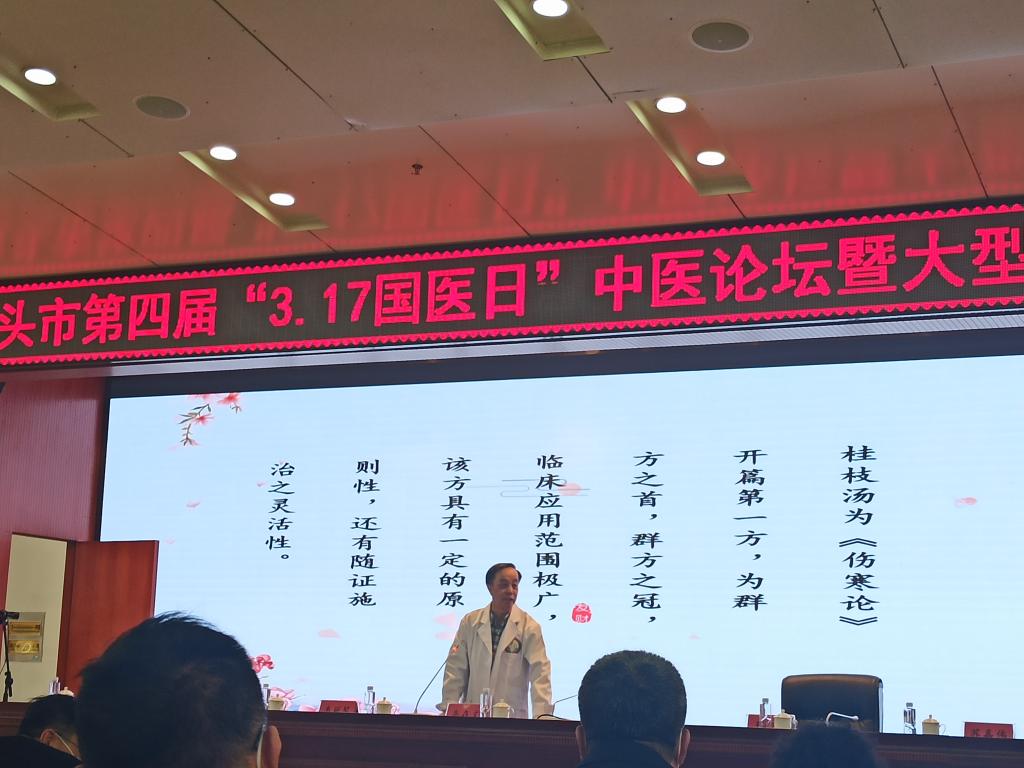 头市第四届“3.17国医日”中医论坛暨大型
桂枝汤为《伤寒论》
开篇第一方，为群
方之首，群方之冠，
临床应用范围极广，
该方具有一定的原
则性，还有随证施
治之灵活性。